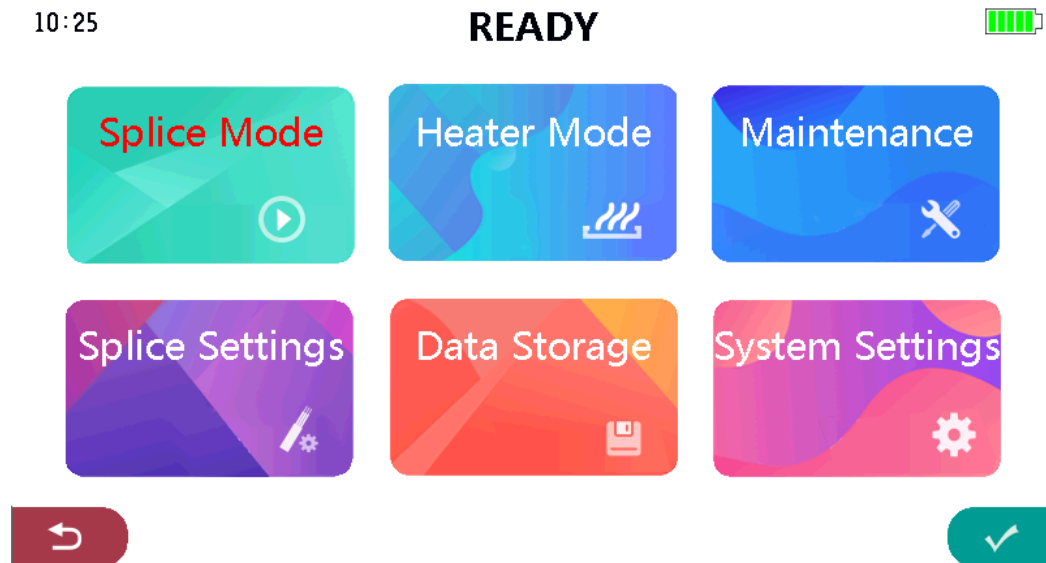 10:25
READY
Splice Mode
Heater Mode
Maintenance
Splice Settings
Data Storage
System Settings